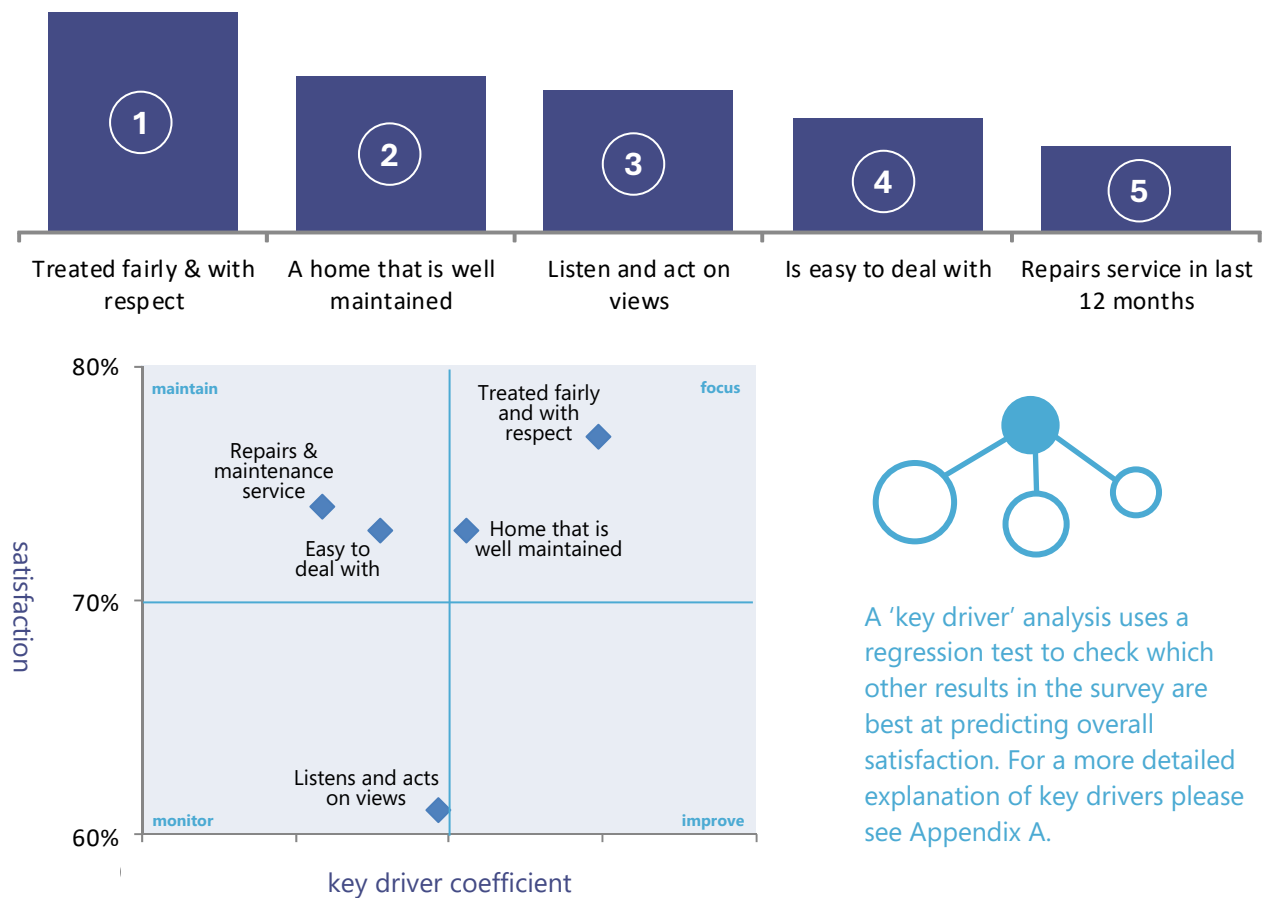 1
2
3
4
5
Treated fairly & with
respect
A home that is well
maintained
Listen and act on
views
Is easy to deal with
Repairs service in last
12 months
80%
70%
60%
satisfaction
maintain
focus
monitor
improve
Treated fairly
and with
respect
Repairs &
maintenance
service
Easy to
deal with
Home that is
well maintained
Listens and acts
on views
key driver coefficient
A ‘key driver’ analysis uses a
regression test to check which
other results in the survey are
best at predicting overall
satisfaction. For a more detailed
explanation of key drivers please
see Appendix A.